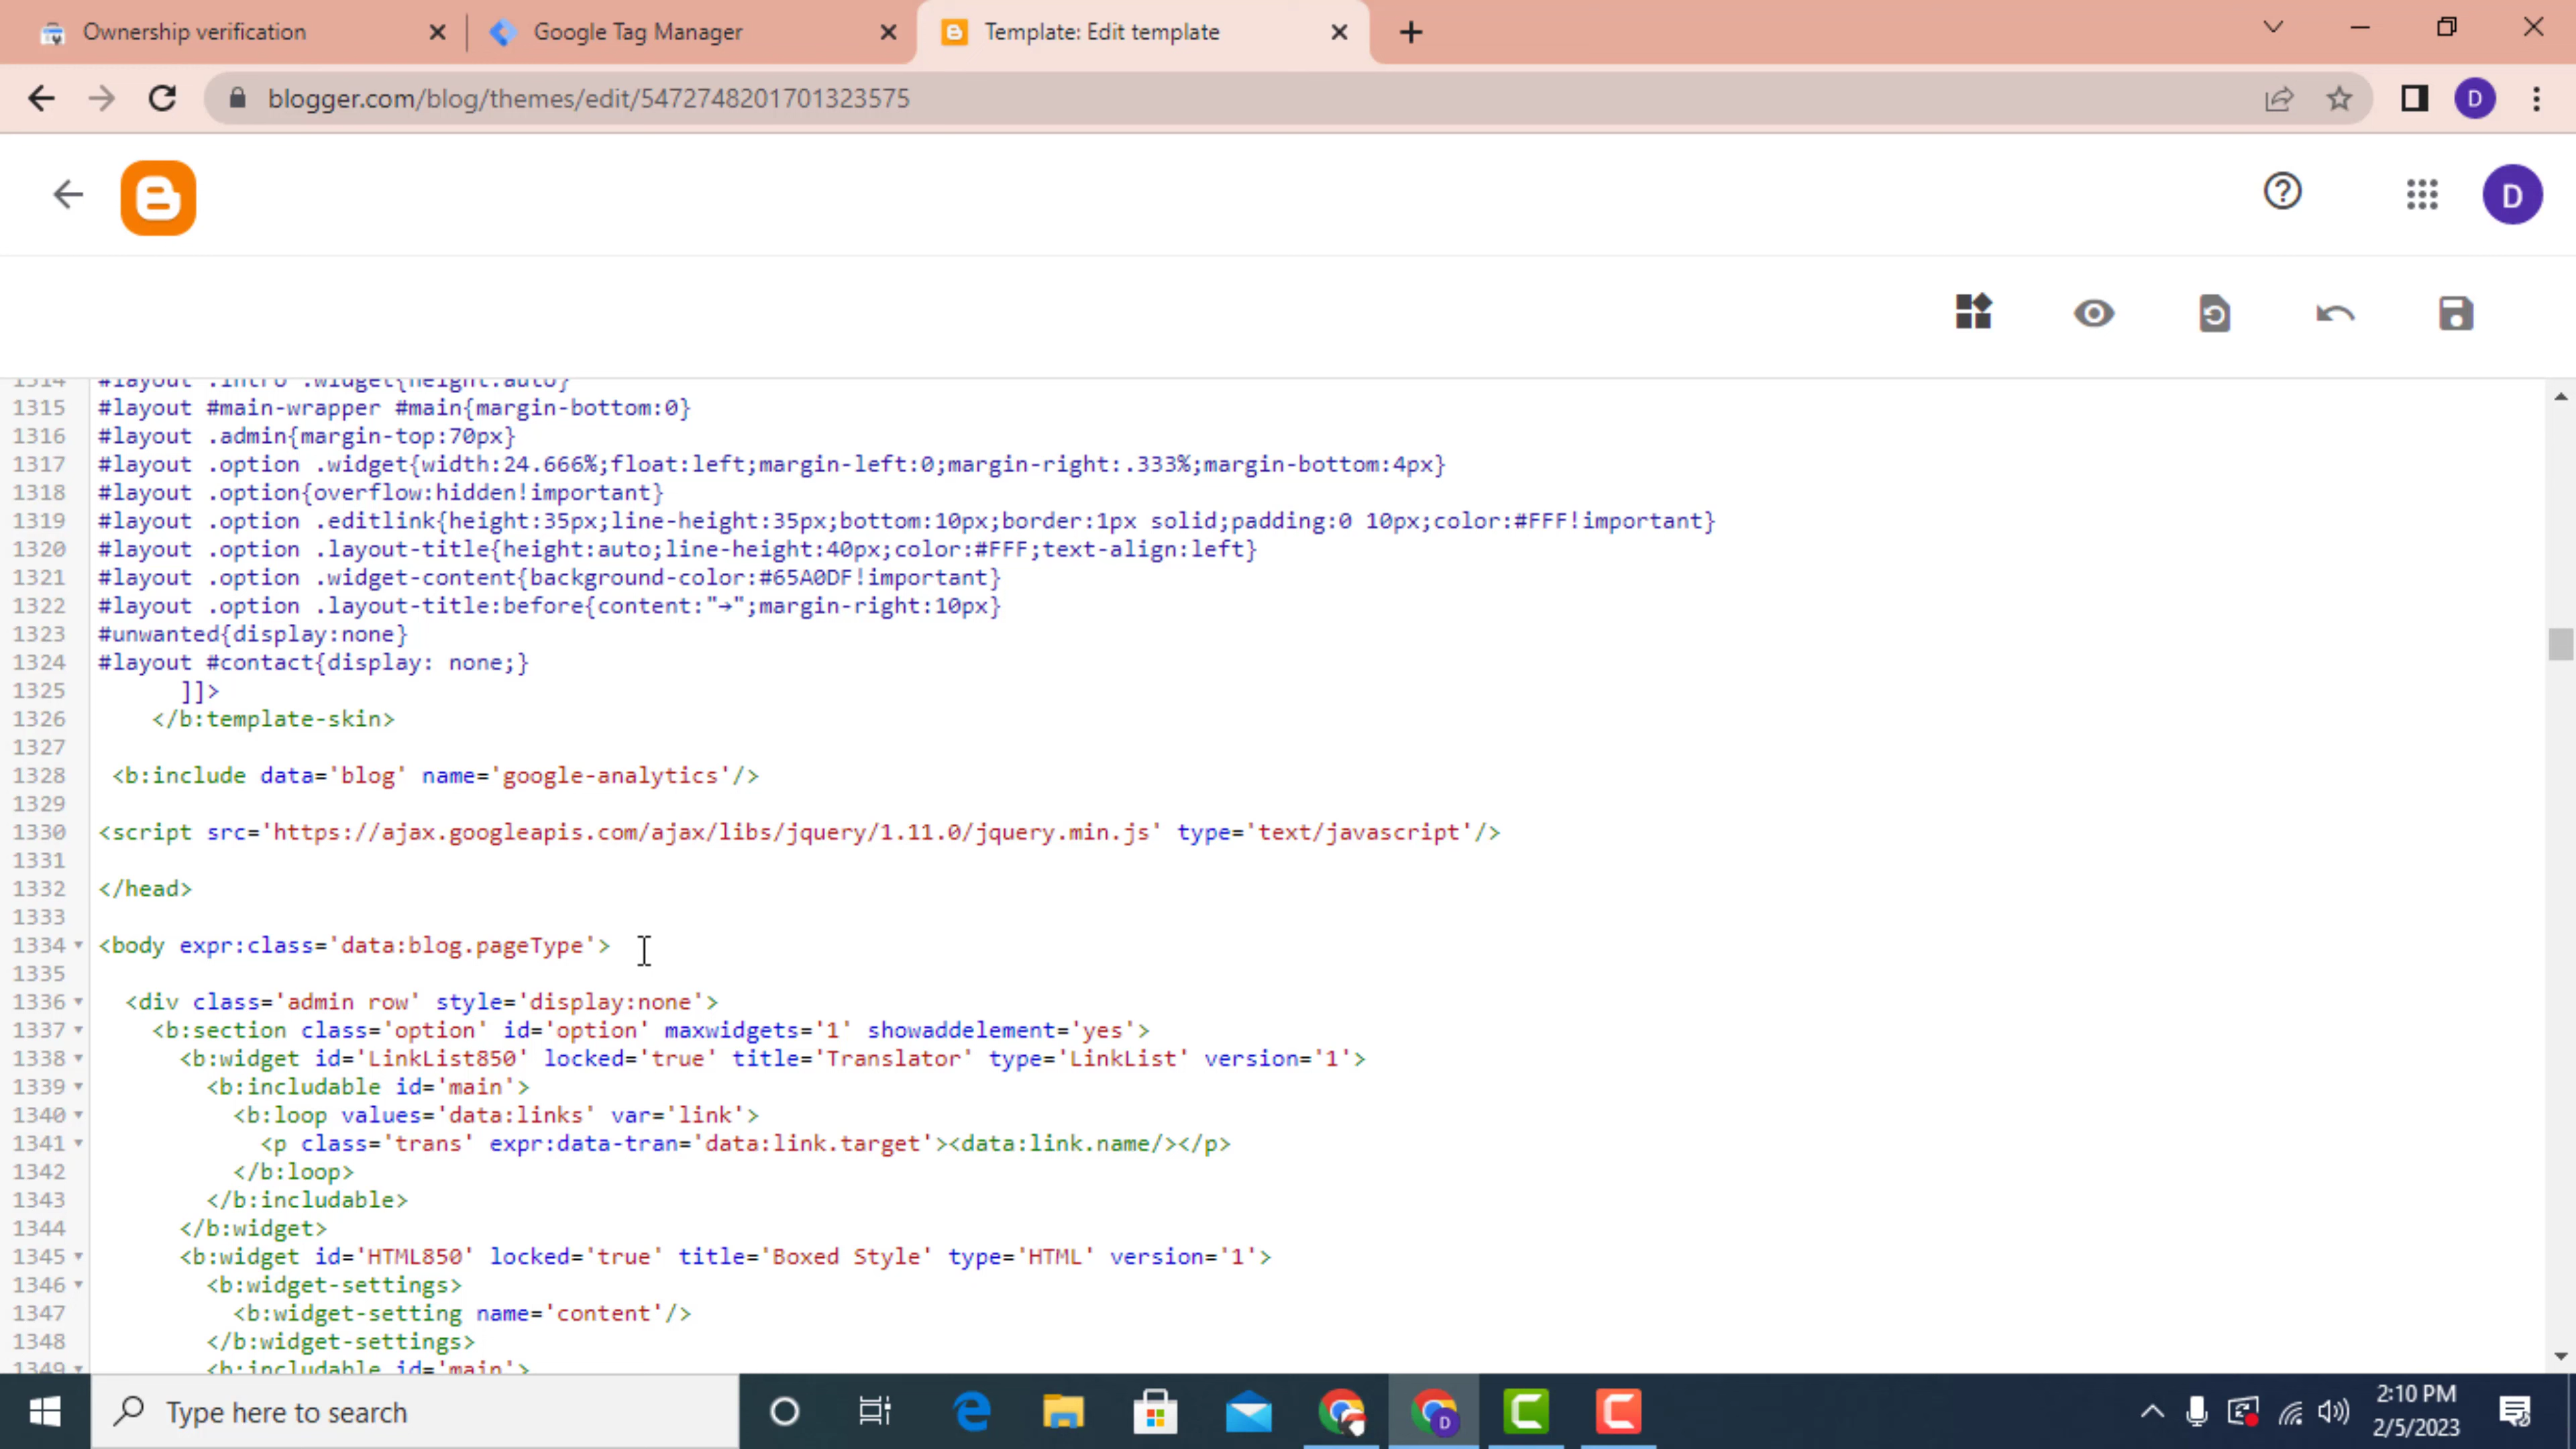 Ownership verification
Google Tag Manager
Template: Edit template
blogger.com/blog/themes/edit/5472748201701323575
D
D
1314 #layout .intro .widget{height:auto}
1315 #layout #main-wrapper #main{margin-bottom:0}
1316 #layout .admin{margin-top:70px}
1317 #layout .option .widget{width:24.666%;float:left;margin-left:0;margin-right:.333%;margin-bottom:4px}
1318 #layout .option{overflow:hidden!important}
1319 #layout .option .editlink{height:35px;line-height:35px;bottom:10px;border:1px solid;padding:0 10px;color:#FFF!important}
1320 #layout .option .layout-title{height:auto;line-height:40px;color:#FFF;text-align:left}
1321 #layout .option .widget-content{background-color:#65A0DF!important}
1322 #layout .option .layout-title:before{content:"→";margin-right:10px}
1323 #unwanted{display:none}
1324 #layout #contact{display: none;}
1325 ]]>
1326 </b:template-skin>
1327
1328 <b:include data='blog' name='google-analytics'/>
1329
1330 <script src='https://ajax.googleapis.com/ajax/libs/jquery/1.11.0/jquery.min.js' type='text/javascript'/>
1331
1332 </head>
1333
1334 <body expr:class='data:blog.pageType'>
1335
1336 <div class='admin row' style='display:none'>
1337 <b:section class='option' id='option' maxwidgets='1' showaddelement='yes'>
1338 <b:widget id='LinkList850' locked='true' title='Translator' type='LinkList' version='1'>
1339 <b:includable id='main'>
1340 <b:loop values='data:links' var='link'>
1341 <p class='trans' expr:data-tran='data:link.target'><data:link.name/></p>
1342 </b:loop>
1343 </b:includable>
1344 </b:widget>
1345 <b:widget id='HTML850' locked='true' title='Boxed Style' type='HTML' version='1'>
1346 <b:widget-settings>
1347 <b:widget-setting name='content'/>
1348 </b:widget-settings>
1349 <b:includable id='main'>
Type here to search
D
2:10 PM
2/5/2023